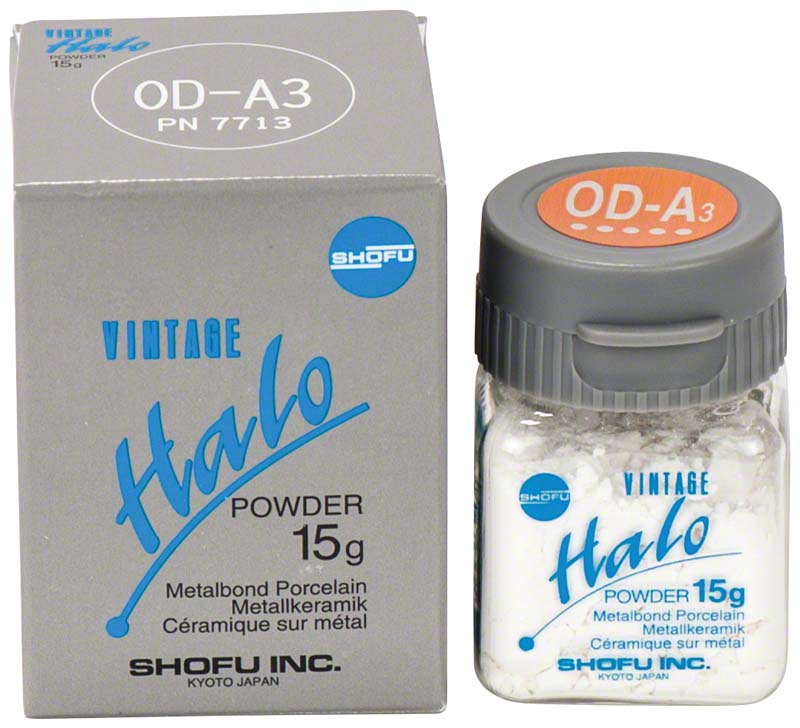 VINTAGE
Halo
POWDER
15g
OD-A3
PN 7713
SHOFU
VINTAGE
Halo
POWDER
15g
Metalbond Porcelain
Metallkeramik
Céramique sur métal
SHOFU INC.
KYOTO JAPAN
OD-A3
SHOFU
VINTAGE
Halo
POWDER 15g
Metalbond Porcelain
Metallkeramik
Céramique sur métal
SHOFU INC.
KYOTO JAPAN